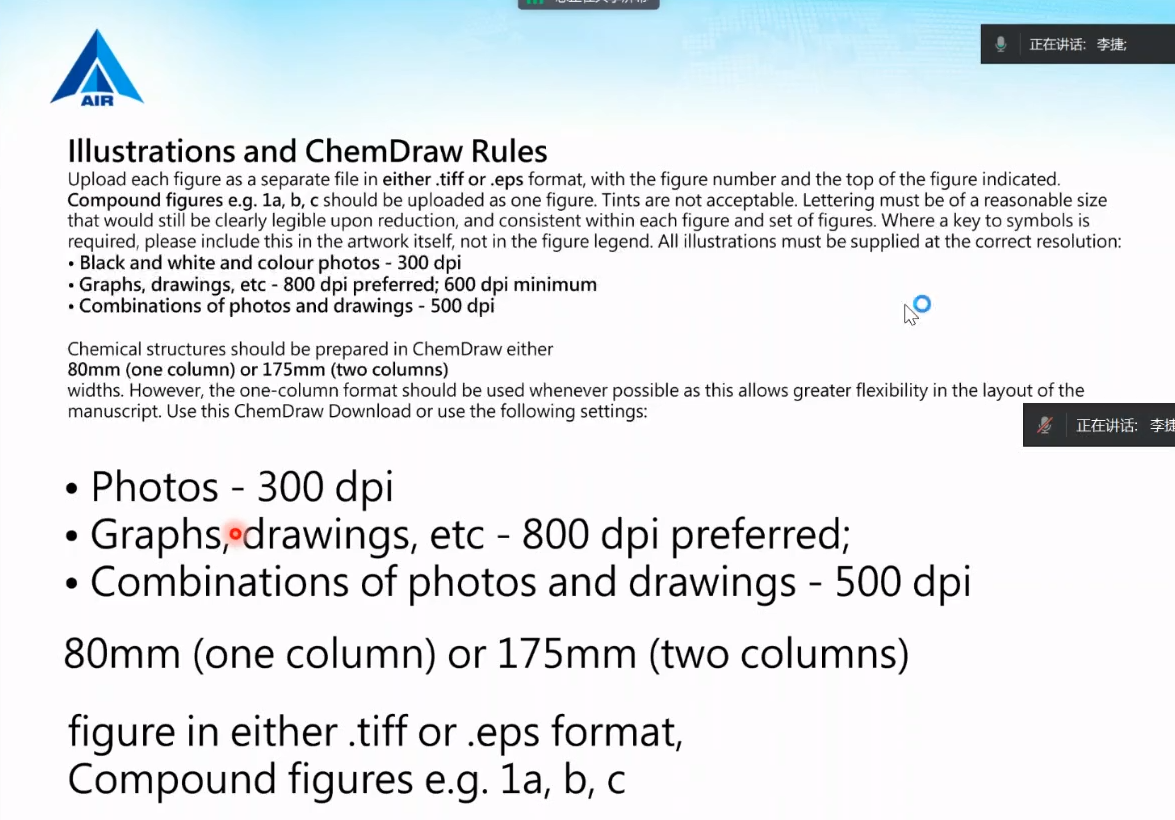 正在讲话: 李捷;
AIR
Illustrations and ChemDraw Rules
Upload each figure as a separate file in either .tiff or .eps format, with the figure number and the top of the figure indicated.
Compound figures e.g. 1a, b, c should be uploaded as one figure. Tints are not acceptable. Lettering must be of a reasonable size
that would still be clearly legible upon reduction, and consistent within each figure and set of figures. Where a key to symbols is
required, please include this in the artwork itself, not in the figure legend. All illustrations must be supplied at the correct resolution:
• Black and white and colour photos - 300 dpi
• Graphs, drawings, etc - 800 dpi preferred; 600 dpi minimum
• Combinations of photos and drawings - 500 dpi
Chemical structures should be prepared in ChemDraw either
80mm (one column) or 175mm (two columns)
widths. However, the one-column format should be used whenever possible as this allows greater flexibility in the layout of the
manuscript. Use this ChemDraw Download or use the following settings:
正在讲话: 李捷
• Photos - 300 dpi
• Graphs, drawings, etc - 800 dpi preferred;
• Combinations of photos and drawings - 500 dpi
80mm (one column) or 175mm (two columns)
figure in either .tiff or .eps format,
Compound figures e.g. 1a, b, c